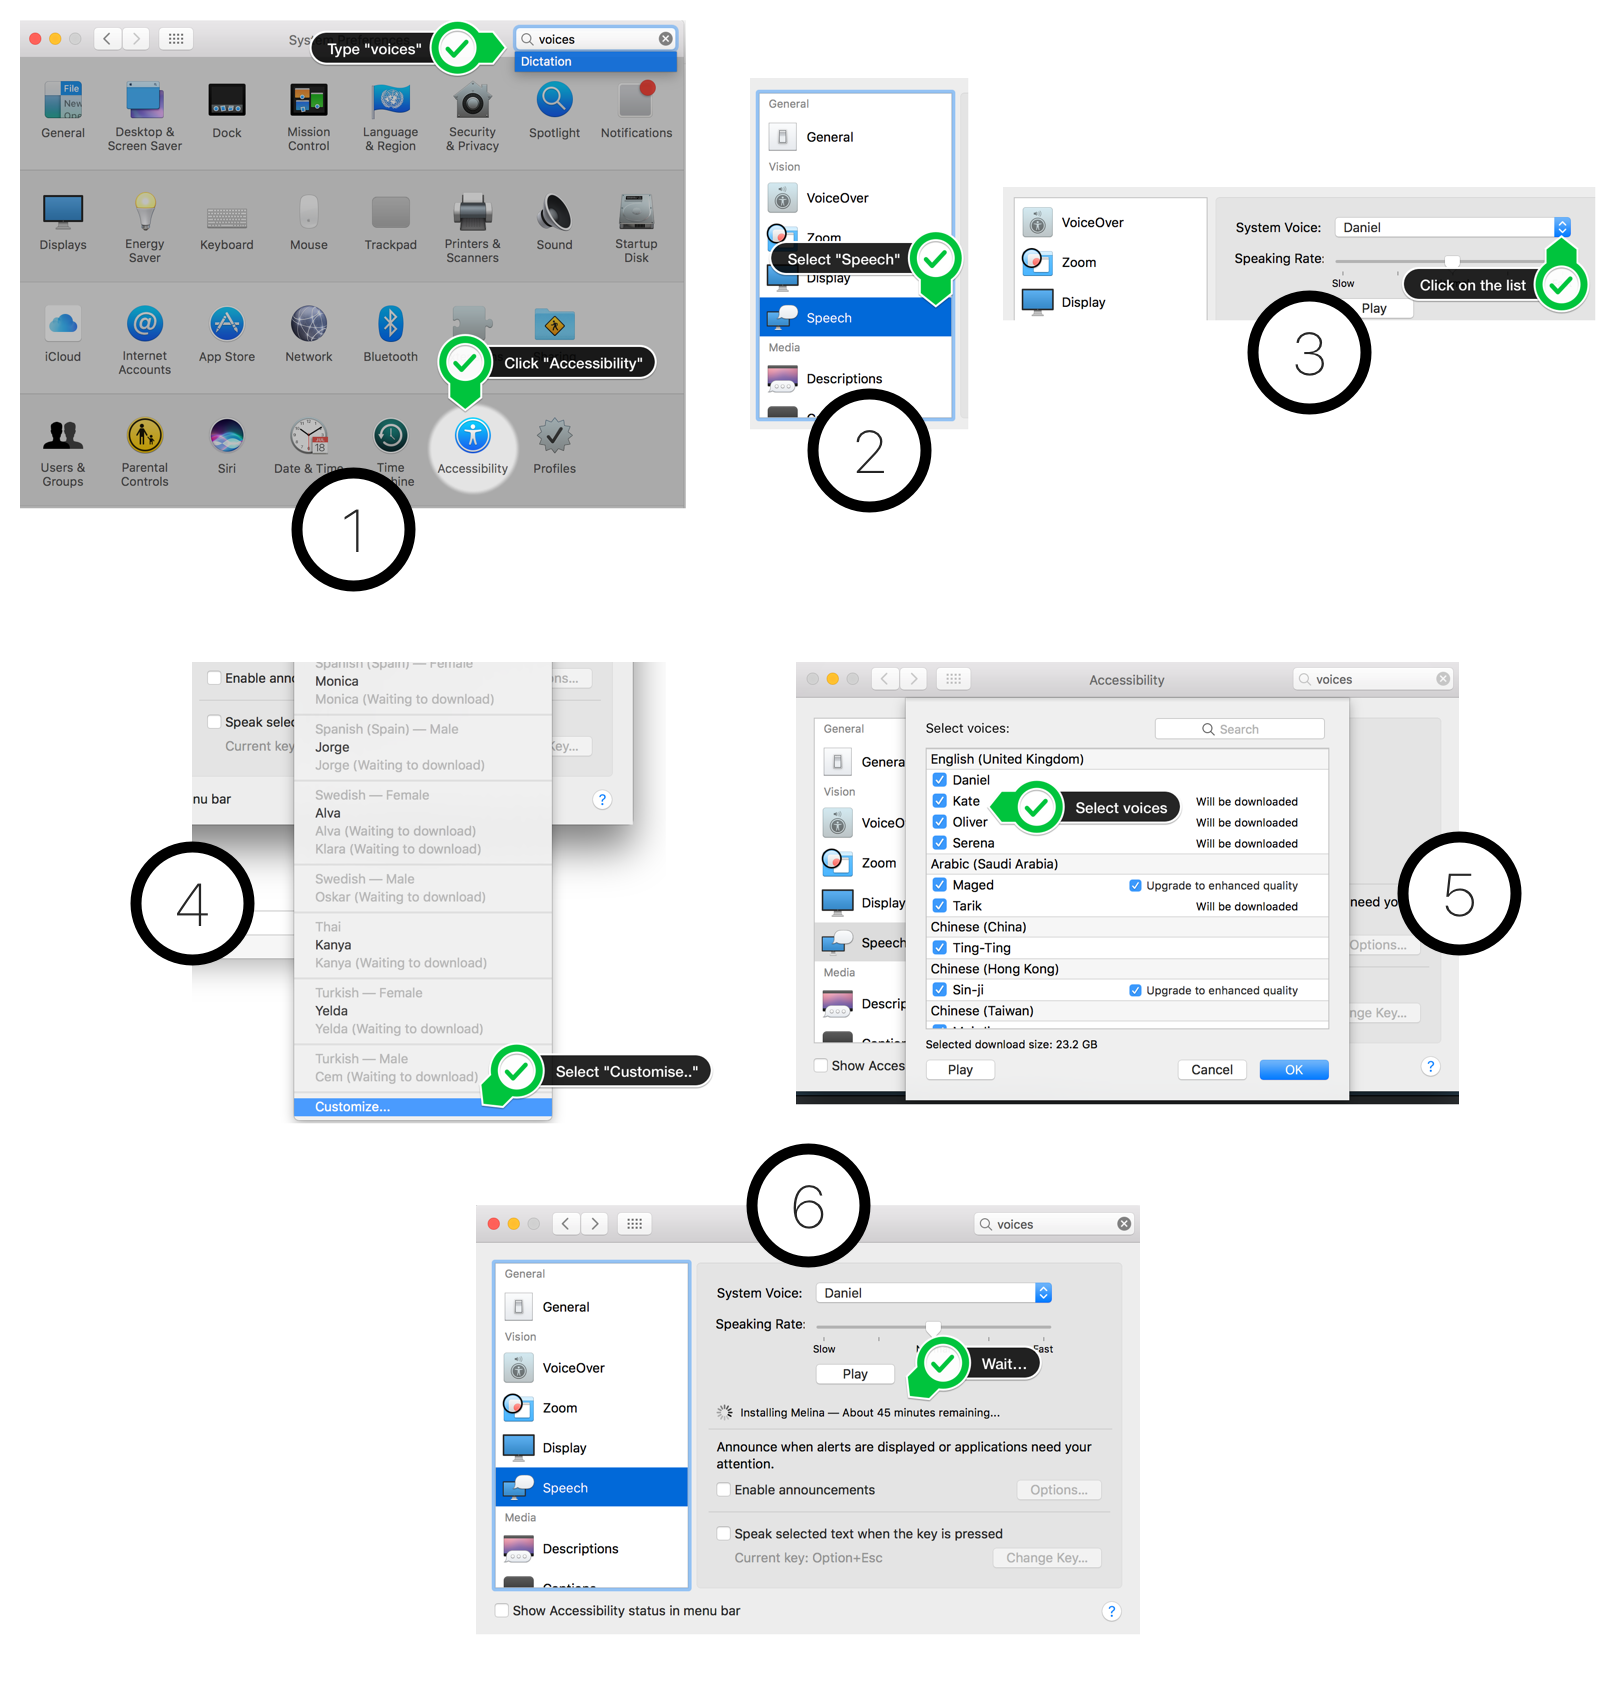 System Preferences
Type "voices"
voices
Dictation
File
New
One
General
Desktop &
Screen Saver
Dock
Mission
Control
Language
& Region
Security
& Privacy
Spotlight
Notifications
Displays
Energy
Saver
Keyboard
Mouse
Trackpad
Printers &
Scanners
Sound
Startup
Disk
iCloud
Internet
Accounts
App Store
Network
Bluetooth
Click "Accessibility"
Users &
Groups
Parental
Controls
Siri
18
Date & Time
Time
Accessibility
Profiles
1
General
General
Vision
VoiceOver
Zoom
Select "Speech"
Display
Speech
Media
Descriptions
2
VoiceOver
Zoom
Display
System Voice:
Daniel
Speaking Rate:
Slow
Click on the list
Play
3
Enable ann
Speak selec
Current key
nu bar
ns...
Key...
?
Spanish (Spain) — Female
Monica
Monica (Waiting to download)
Spanish (Spain) — Male
Jorge
Jorge (Waiting to download)
Swedish — Female
Alva
Alva (Waiting to download)
Klara (Waiting to download)
Swedish — Male
Oskar (Waiting to download)
Thai
Kanya
Kanya (Waiting to download)
Turkish — Female
Yelda
Yelda (Waiting to download)
Turkish — Male
Cem (Waiting to download)
Select "Customise.."
Customize...
4
Accessibility
voices
General
Genera
Vision
VoiceO
Zoom
Display
Speech
Media
Descrip
Show Acces
Select voices:
Search
English (United Kingdom)
Daniel
Kate
Will be downloaded
Select voices
Oliver
Will be downloaded
Serena
Will be downloaded
Arabic (Saudi Arabia)
Maged
Upgrade to enhanced quality
Tarik
Will be downloaded
Chinese (China)
Ting-Ting
Chinese (Hong Kong)
Sin-ji
Upgrade to enhanced quality
Chinese (Taiwan)
Selected download size: 23.2 GB
Play
Cancel
OK
need yo
Options...
nge Key...
?
5
6
voices
General
General
Vision
VoiceOver
Zoom
Display
Speech
Media
Descriptions
Captions
System Voice:
Daniel
Speaking Rate:
Slow
Fast
Wait...
Play
Installing Melina — About 45 minutes remaining...
Announce when alerts are displayed or applications need your
attention.
Enable announcements
Options...
Speak selected text when the key is pressed
Current key: Option+Esc
Change Key...
Show Accessibility status in menu bar
?